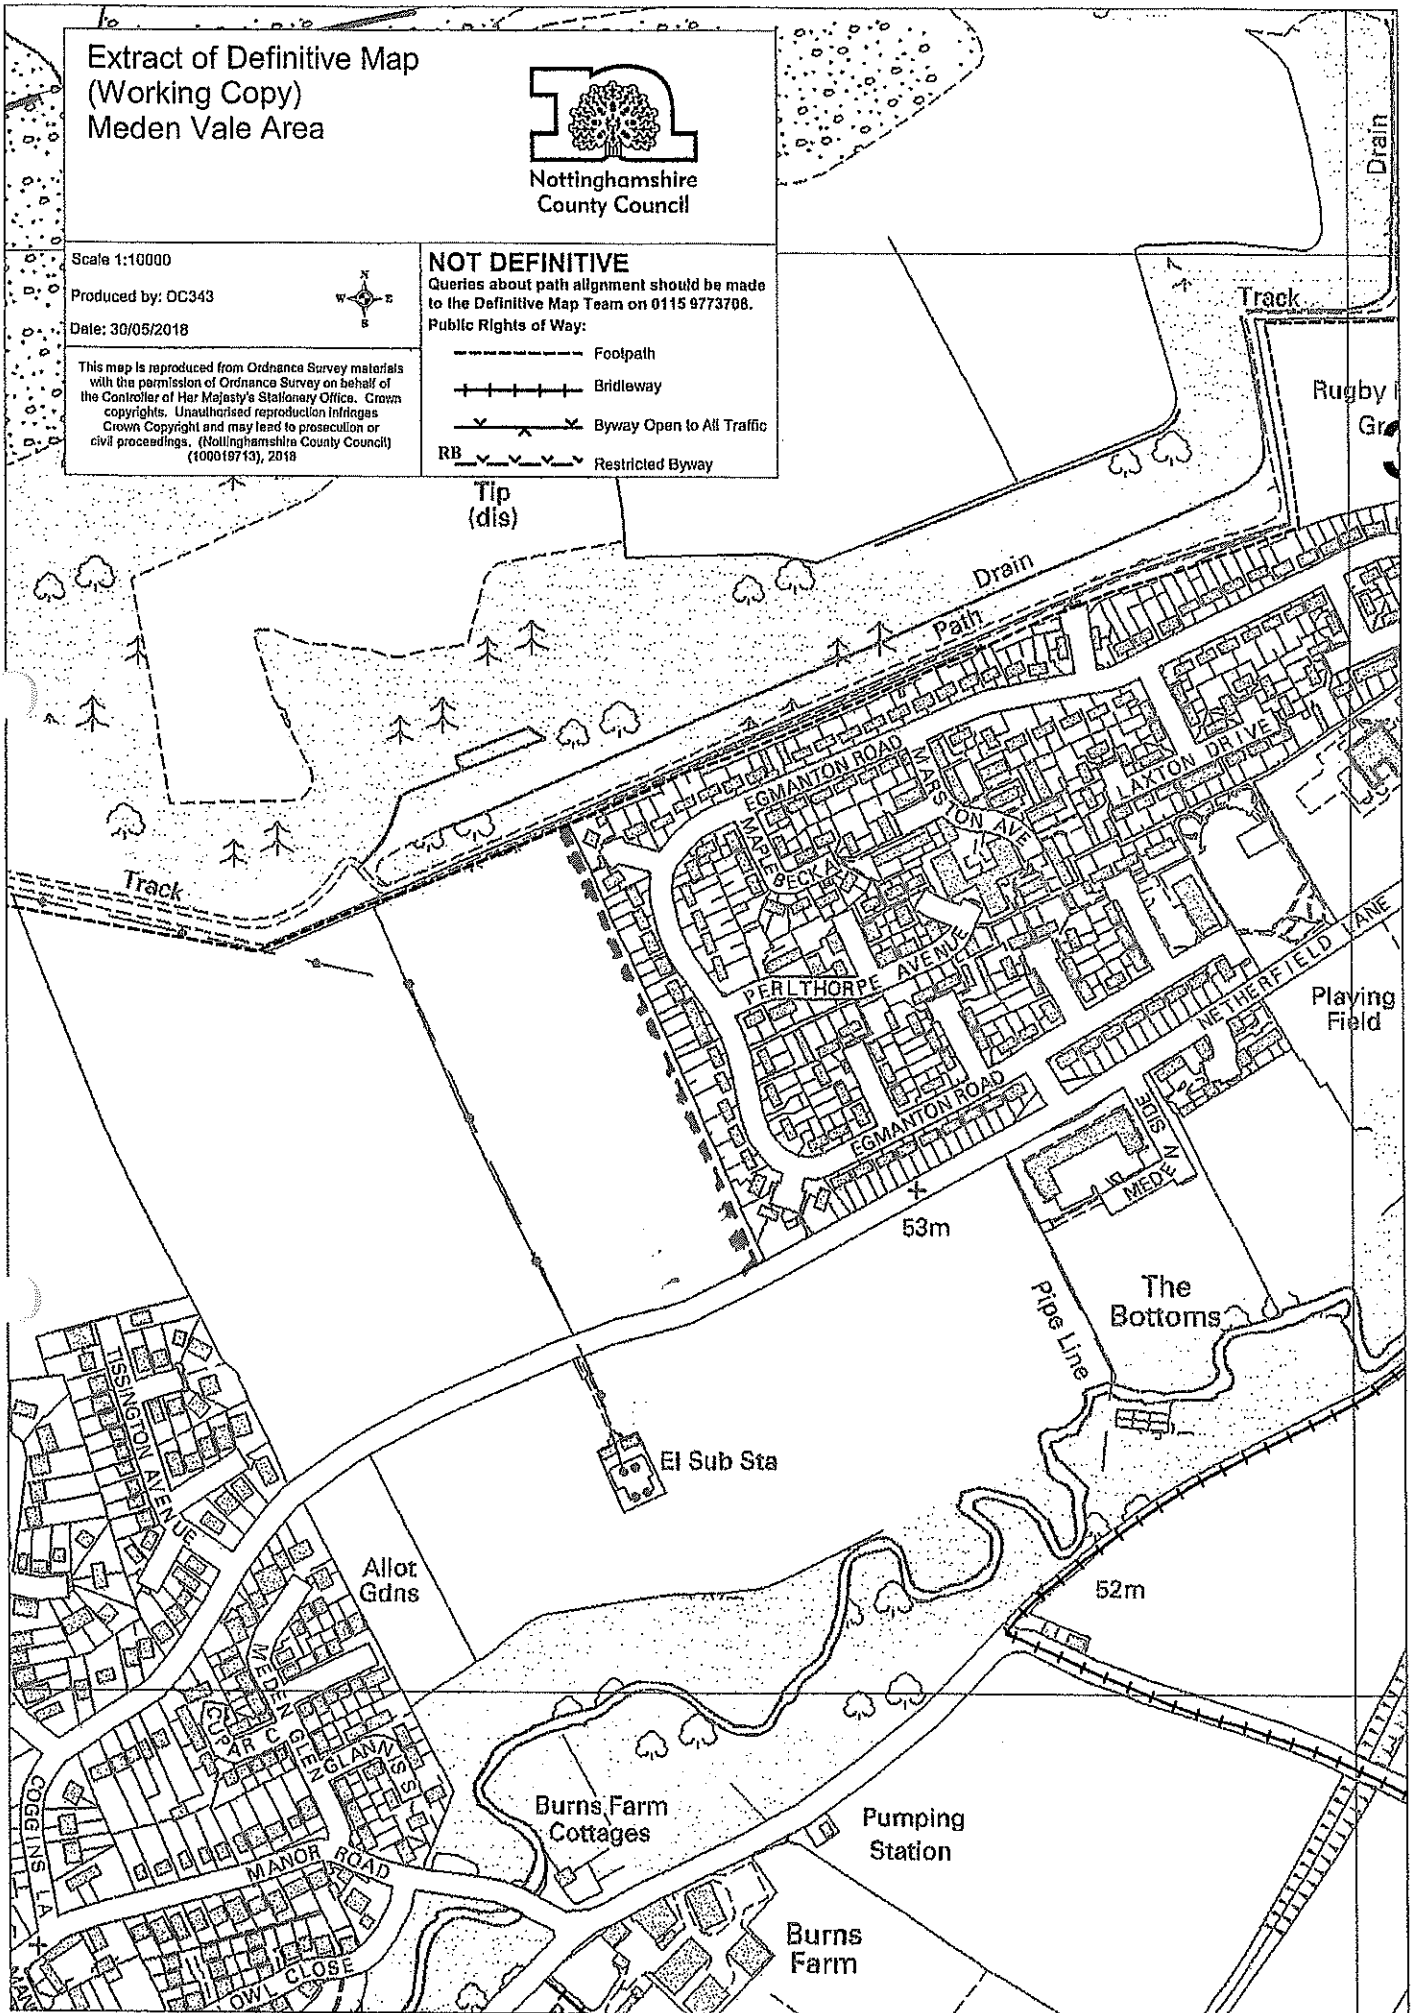 Extract of Definitive Map
(Working Copy)
Meden Vale Area
Nottinghamshire
County Council
Scale 1:10000
Produced by: OC343
Date: 30/05/2018
N
W
E
S
This map is reproduced from Ordnance Survey materials
with the permission of Ordnance Survey on behalf of
the Controller of Her Majesty's Stationery Office. Crown
copyrights. Unauthorised reproduction infringes
Crown Copyright and may lead to prosecution or
civil proceedings. (Nottinghamshire County Council)
(100019713), 2018
NOT DEFINITIVE
Queries about path alignment should be made
to the Definitive Map Team on 0115 9773708.
Public Rights of Way:
Footpath
Bridleway
Byway Open to All Traffic
RB
Restricted Byway
Drain
Track
Rugby
Tip
(dis)
Drain
Path
EGMANTON ROAD
MARSTON AVE
LAXTON DRIVE
Track
PERLTHORPE AVENUE
NETHERFIELD LANE
Playing
Field
EGMANTON ROAD
MEDEN SIDE
53m
The
Bottoms
Pipe Line
TISSINGTON AVENUE
El Sub Sta
Allot
Gdns
52m
MEDEN GLEN
CUPAR C
GLANNIS S
COGGINS LA
Burns Farm
Cottages
Pumping
Station
MANOR ROAD
Burns
Farm
OWL CLOSE